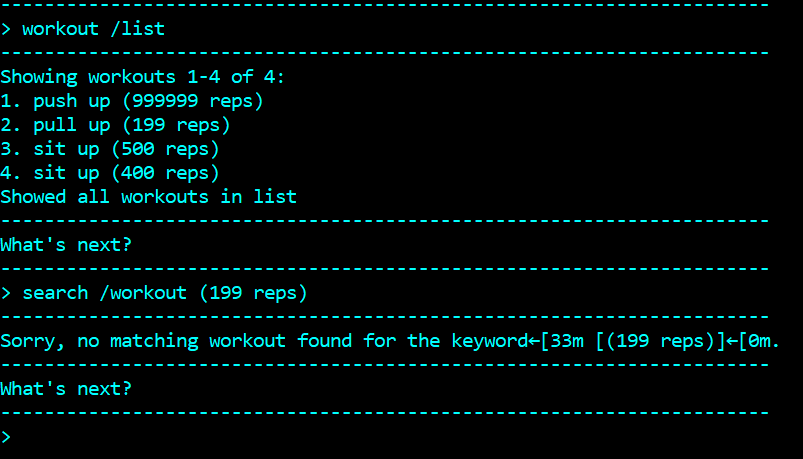 ----------------------------------------------------------------------
> workout /list
----------------------------------------------------------------------
Showing workouts 1-4 of 4:
1. push up (999999 reps)
2. pull up (199 reps)
3. sit up (500 reps)
4. sit up (400 reps)
Showed all workouts in list
----------------------------------------------------------------------
What's next?
----------------------------------------------------------------------
> search /workout (199 reps)
----------------------------------------------------------------------
Sorry, no matching workout found for the keyword←[33m [(199 reps)]←[0m.
----------------------------------------------------------------------
What's next?
----------------------------------------------------------------------
>